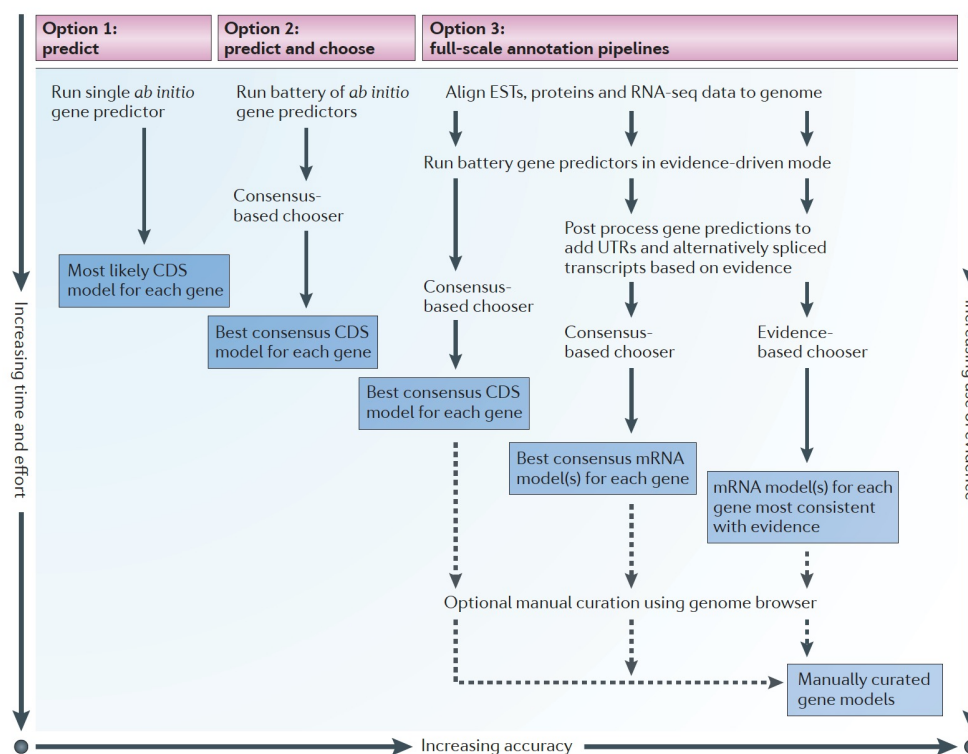 Option 1:
predict
Option 2:
predict and choose
Option 3:
full-scale annotation pipelines
Run single ab initio
gene predictor
Run battery of ab initio
gene predictors
Align ESTs, proteins and RNA-seq data to genome
Run battery gene predictors in evidence-driven mode
Consensus-
based chooser
Post process gene predictions to
add UTRs and alternatively spliced
transcripts based on evidence
Most likely CDS
model for each gene
Consensus-
based chooser
Best consensus CDS
model for each gene
Consensus-
based chooser
Evidence-
based chooser
Best consensus CDS
model for each gene
Best consensus mRNA
model(s) for each gene
mRNA model(s) for each
gene most consistent
with evidence
Optional manual curation using genome browser
Manually curated
gene models
Increasing time and effort
Increasing use of evidence
Increasing accuracy